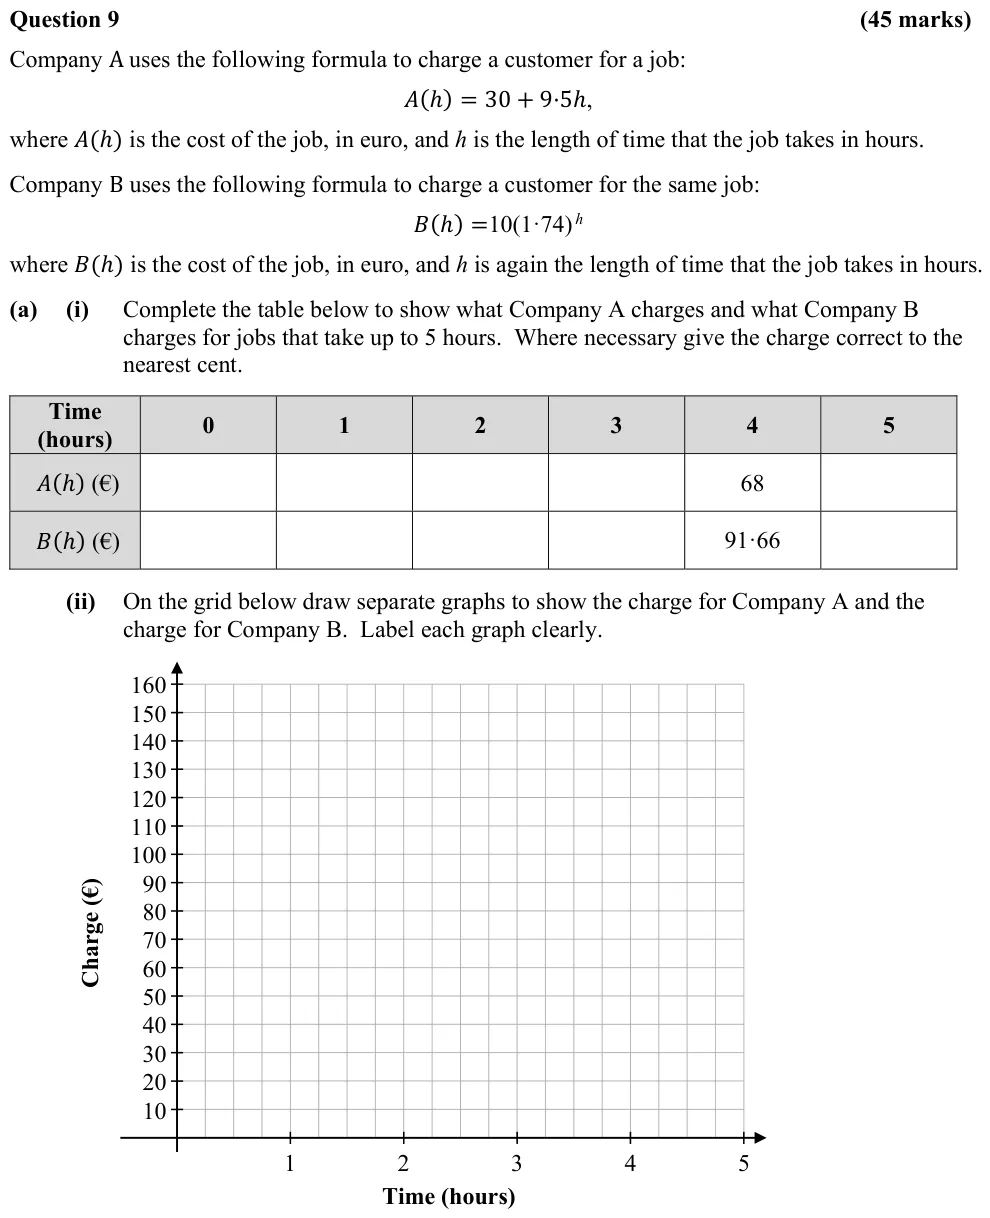 Question 9 (45 marks)
Company A uses the following formula to charge a customer for a job:
A(h) = 30 + 9·5h,
where A(h) is the cost of the job, in euro, and h is the length of time that the job takes in hours.
Company B uses the following formula to charge a customer for the same job:
B(h) =10(1·74)ʰ
where B(h) is the cost of the job, in euro, and h is again the length of time that the job takes in hours.
(a) (i) Complete the table below to show what Company A charges and what Company B
charges for jobs that take up to 5 hours. Where necessary give the charge correct to the
nearest cent.
Time
(hours) 0 1 2 3 4 5
A(h) (€) 68
B(h) (€) 91·66
(ii) On the grid below draw separate graphs to show the charge for Company A and the
charge for Company B. Label each graph clearly.
160
150
140
130
120
110
100
90
80
70
60
50
40
30
20
10
Charge (€)
1 2 3 4 5
Time (hours)